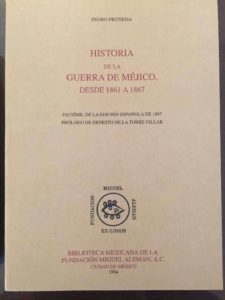 PEDRO PRUNEDA
HISTORIA
DE LA
GUERRA DE MÉJICO,
DESDE 1861 A 1867
FACSÍMIL DE LA EDICIÓN ESPAÑOLA DE 1867
PRÓLOGO DE ERNESTO DE LA TORRE VILLAR
MIGUEL
FUNDACIÓN
ALEMÁN
EX-LIBRIS
BIBLIOTECA MEXICANA DE LA
FUNDACIÓN MIGUEL ALEMÁN, A.C.
CIUDAD DE MÉXICO
1994